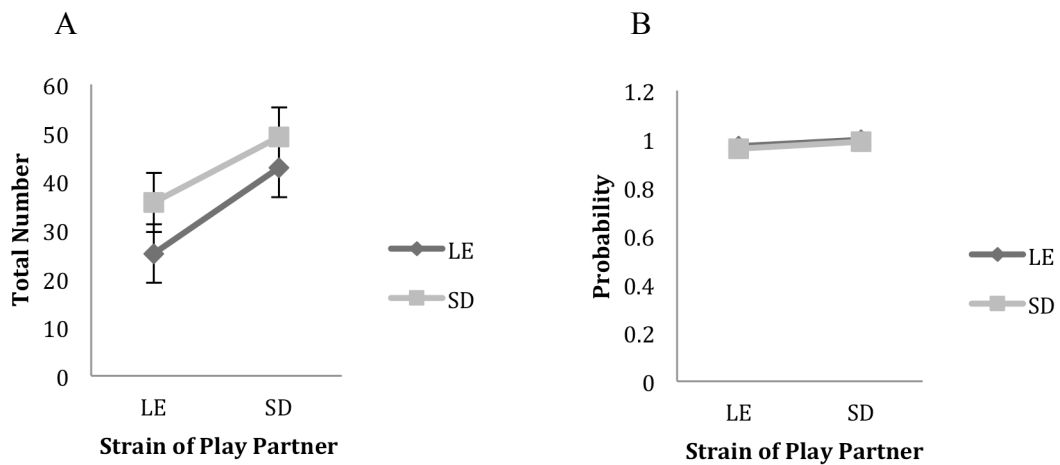 A
60
50
40
30
20
10
0
Total Number
LE
SD
Strain of Play Partner
LE
SD
B
1.2
1
0.8
0.6
0.4
0.2
0
Probability
LE
SD
Strain of Play Partner
LE
SD